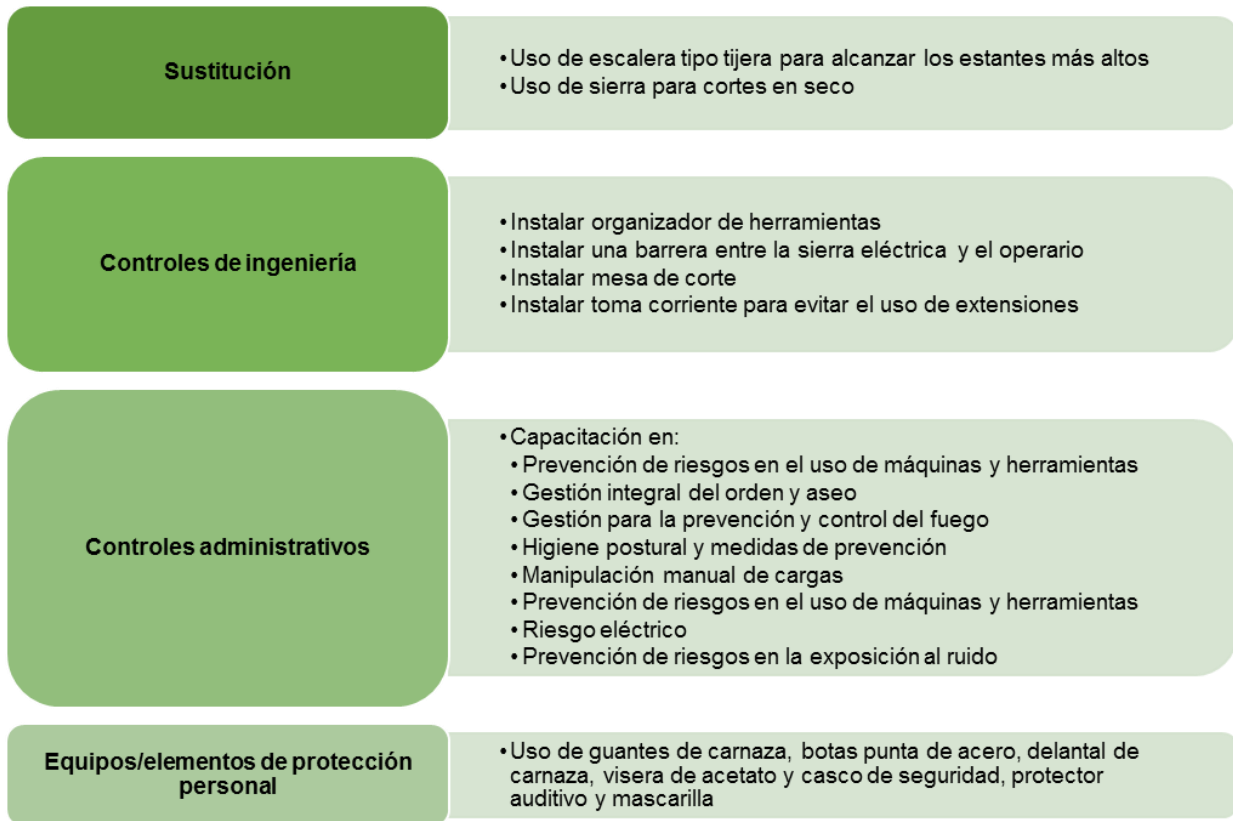 Sustitución
• Uso de escalera tipo tijera para alcanzar los estantes más altos
• Uso de sierra para cortes en seco
Controles de ingeniería
• Instalar organizador de herramientas
• Instalar una barrera entre la sierra eléctrica y el operario
• Instalar mesa de corte
• Instalar toma corriente para evitar el uso de extensiones
Controles administrativos
• Capacitación en:
• Prevención de riesgos en el uso de máquinas y herramientas
• Gestión integral del orden y aseo
• Gestión para la prevención y control del fuego
• Higiene postural y medidas de prevención
• Manipulación manual de cargas
• Prevención de riesgos en el uso de máquinas y herramientas
• Riesgo eléctrico
• Prevención de riesgos en la exposición al ruido
Equipos/elementos de protección
personal
• Uso de guantes de carnaza, botas punta de acero, delantal de
carnaza, visera de acetato y casco de seguridad, protector
auditivo y mascarilla